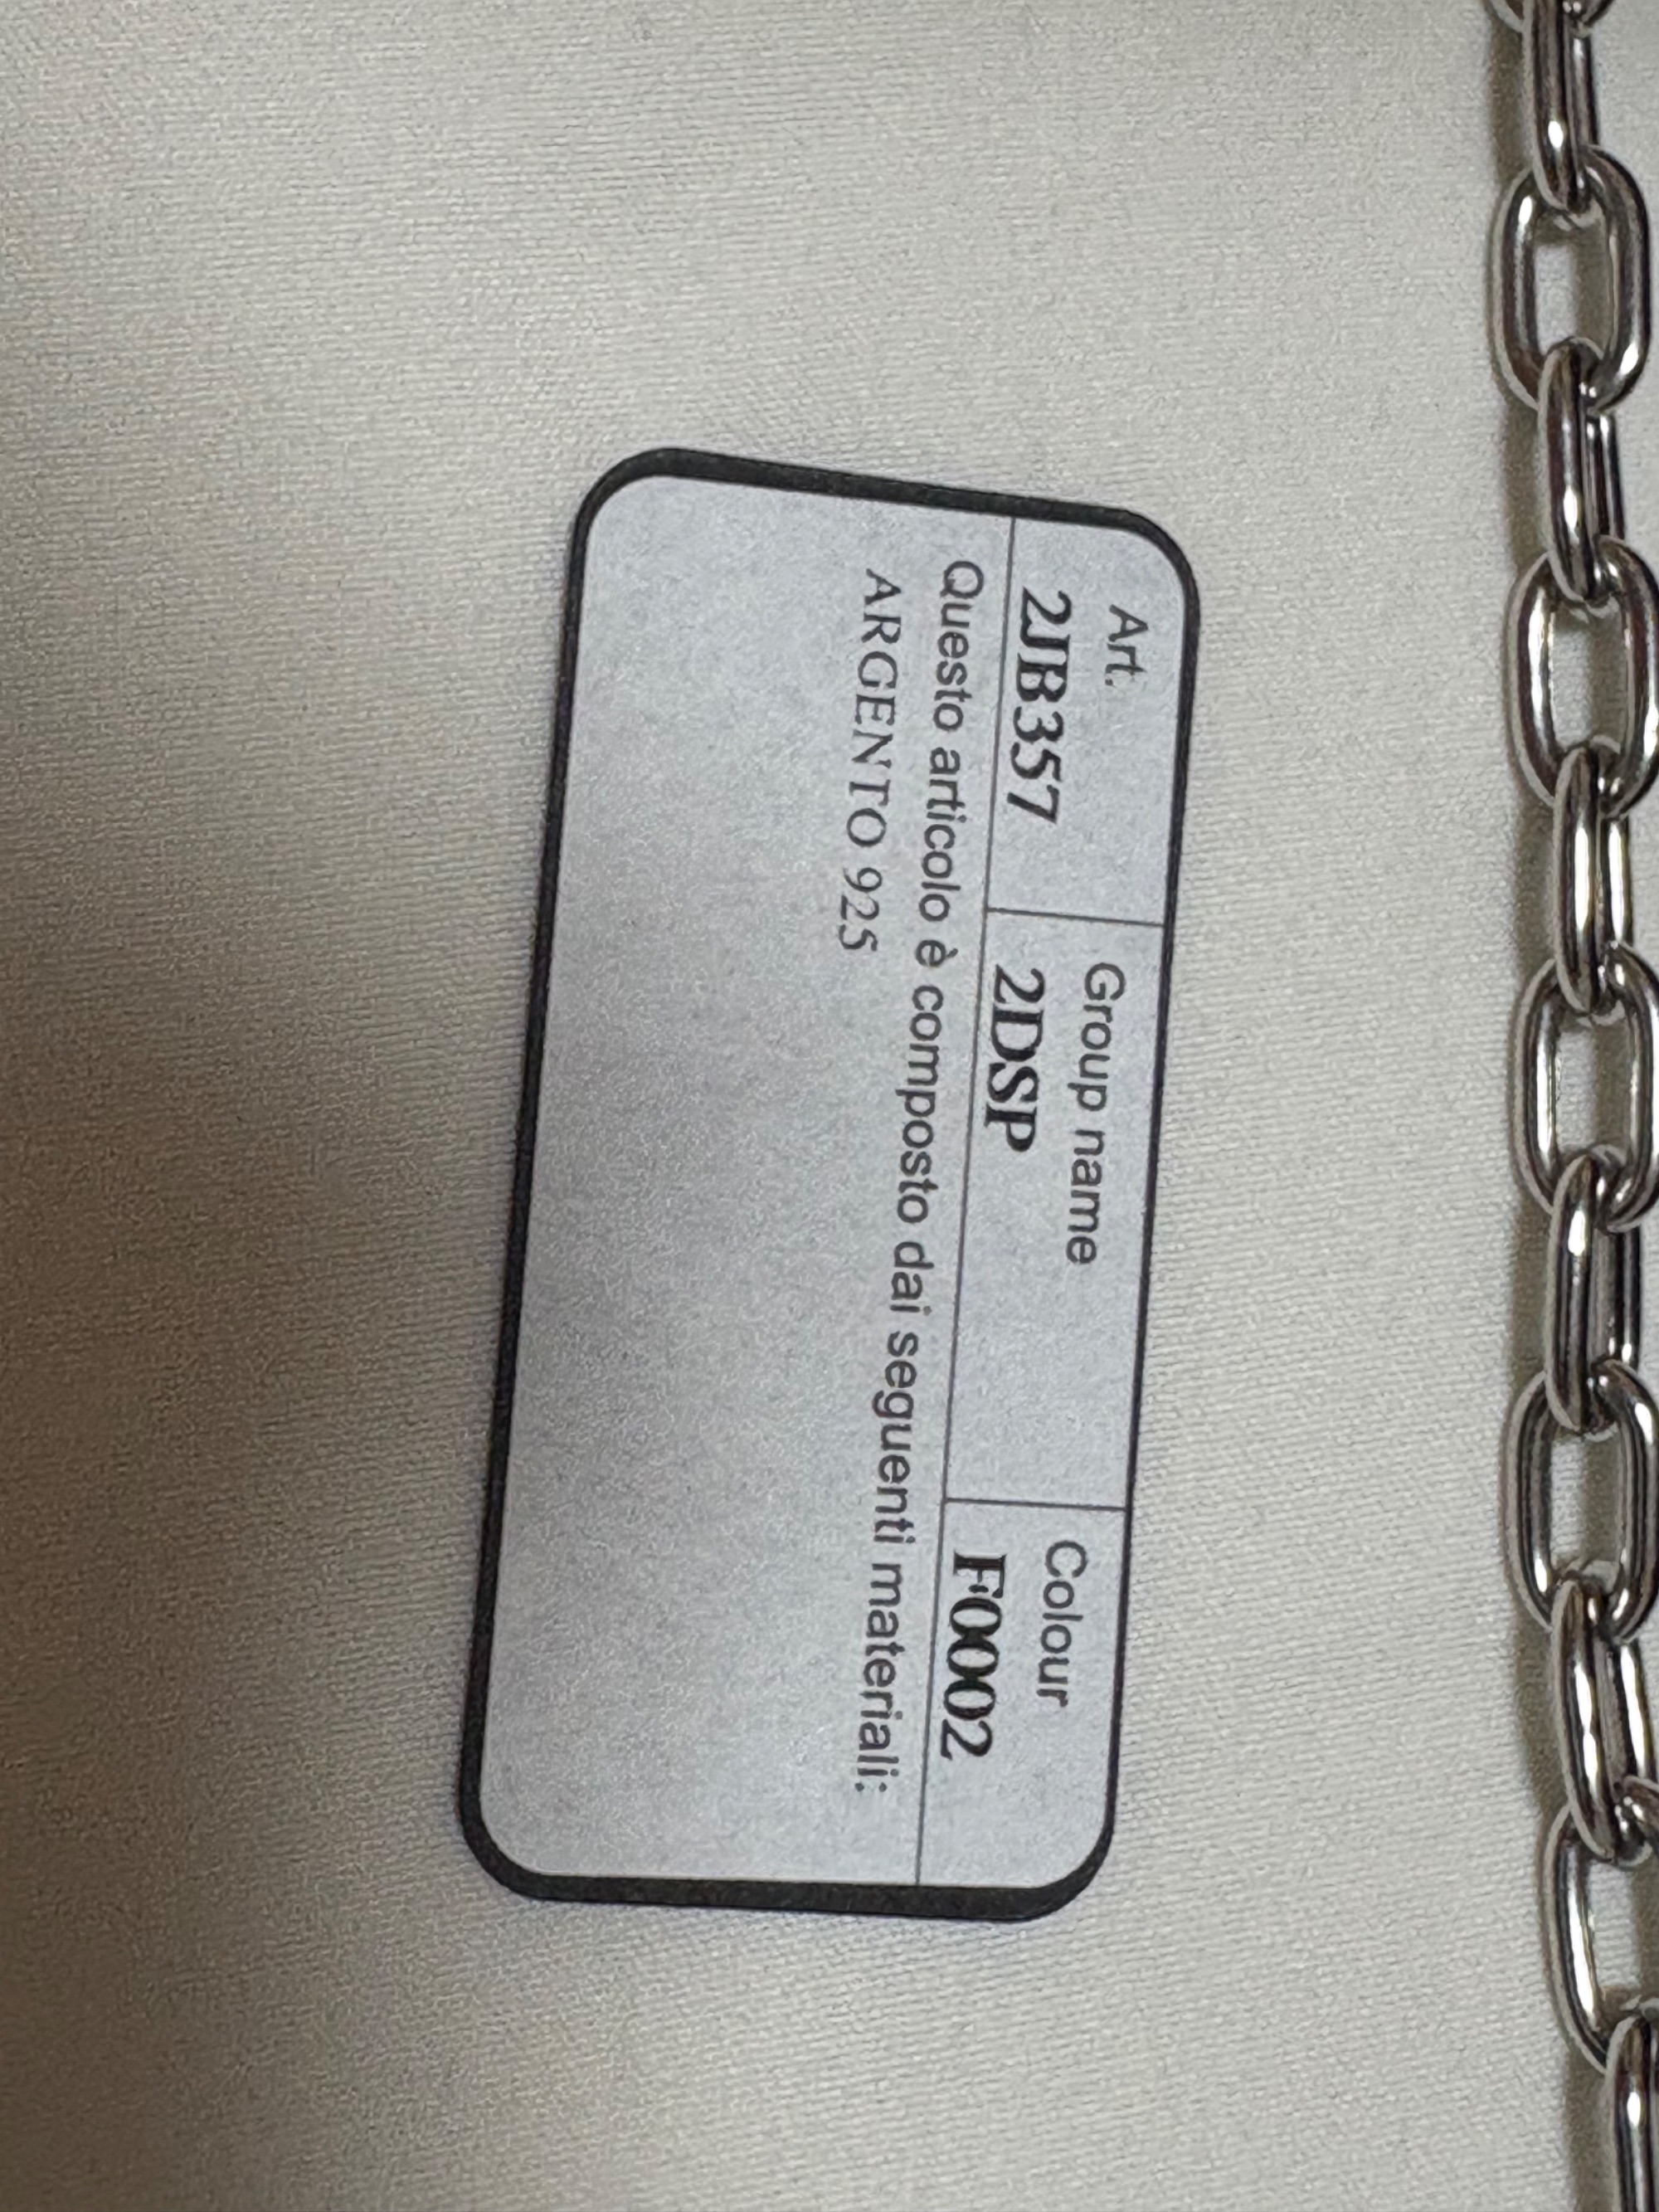 Art. Group name Colour
2JB357 2DSP F0002
Questo articolo è composto dai seguenti materiali:
ARGENTO 925